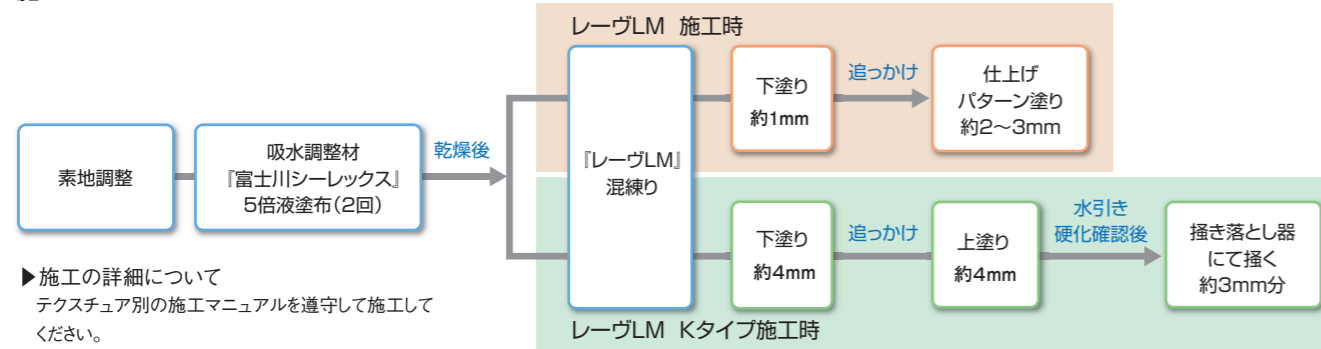 素地調整
吸水調整材
『富士川シーレックス』
5倍液塗布(2回)
乾燥後
『レーヴLM』
混練り
レーヴLM 施工時
下塗り
約1mm
追っかけ
仕上げ
パターン塗り
約2〜3mm
下塗り
約4mm
追っかけ
上塗り
約4mm
水引き
硬化確認後
掻き落とし器
にて掻く
約3mm分
レーヴLM Kタイプ施工時
▶施工の詳細について
テクスチュア別の施工マニュアルを遵守して施工して
ください。